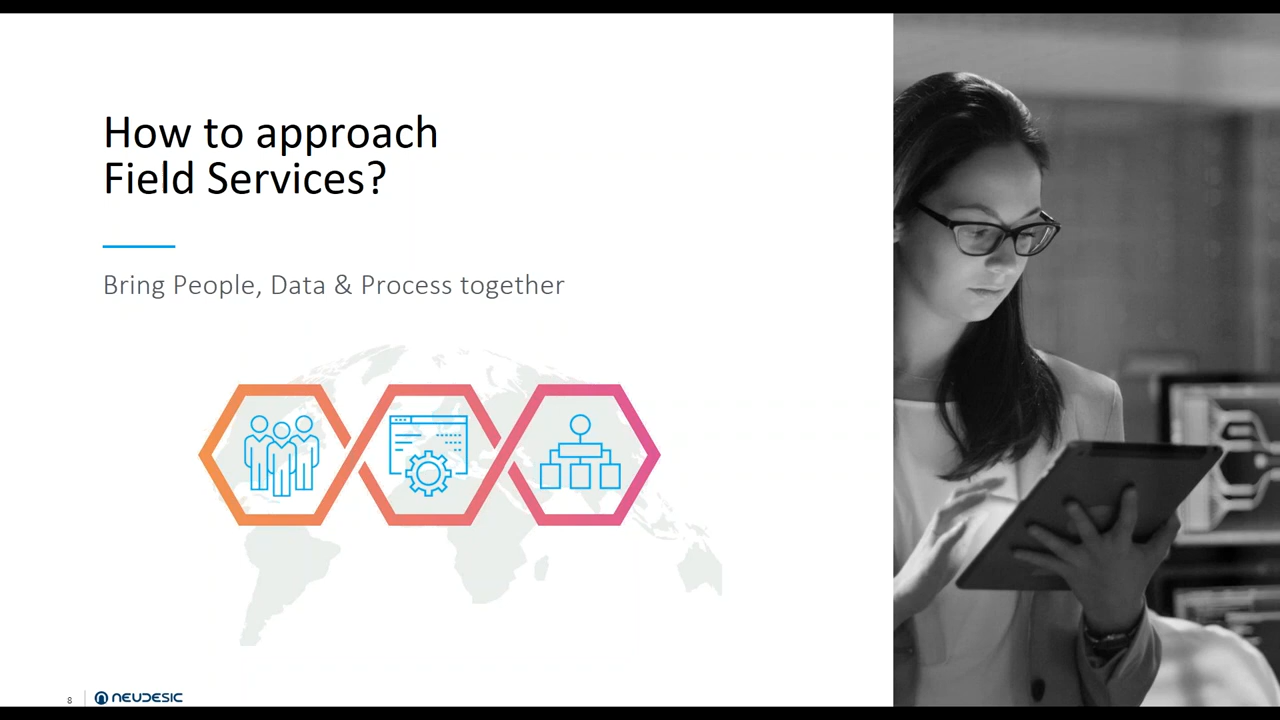 How to approach
Field Services?
Bring People, Data & Process together
8
NEUDESIC